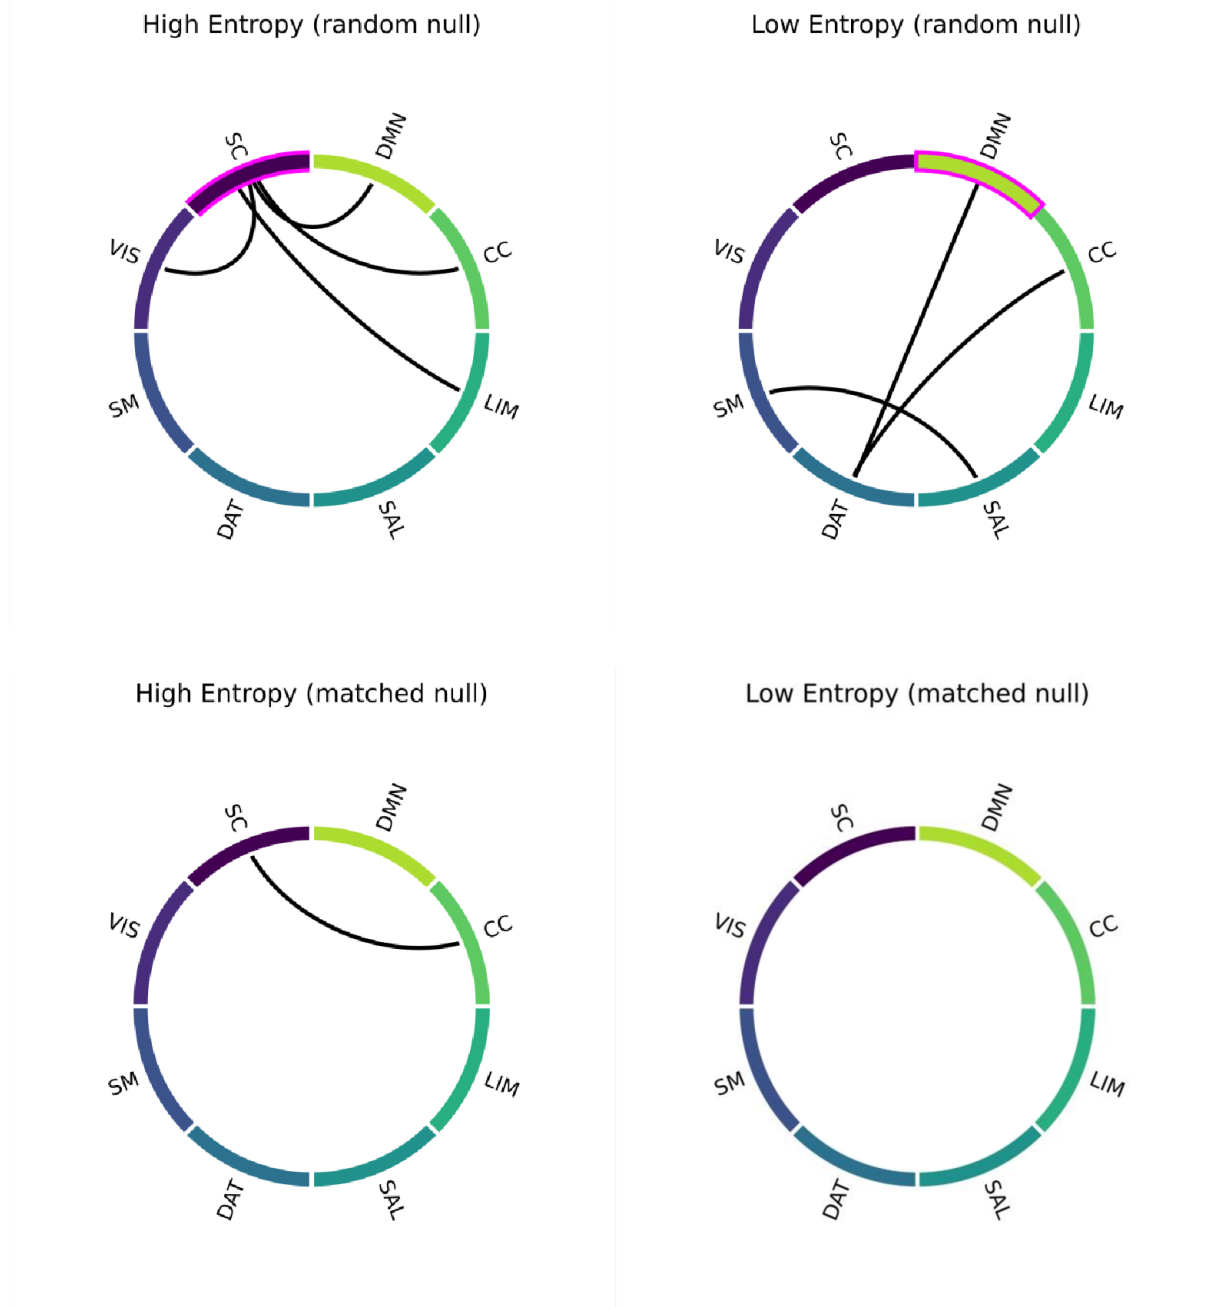 High Entropy (random null)
SC
DMN
VIS
CC
SM
LIM
DAT
SAL
Low Entropy (random null)
SC
DMN
VIS
CC
SM
LIM
DAT
SAL
High Entropy (matched null)
SC
DMN
VIS
CC
SM
LIM
DAT
SAL
Low Entropy (matched null)
SC
DMN
VIS
CC
SM
LIM
DAT
SAL